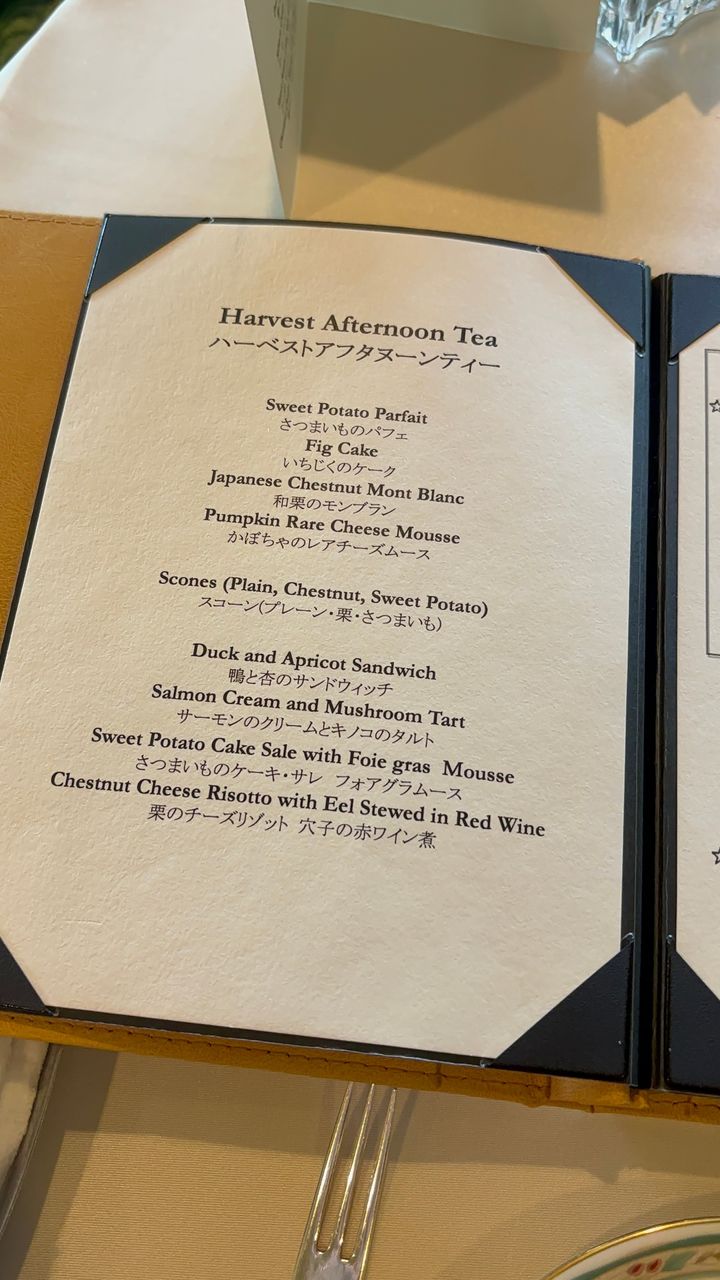 Harvest Afternoon Tea
ハーベストアフタヌーンティー
Sweet Potato Parfait
さつまいものパフェ
Fig Cake
いちじくのケーク
Japanese Chestnut Mont Blanc
和栗のモンブラン
Pumpkin Rare Cheese Mousse
かぼちゃのレアチーズムース
Scones (Plain, Chestnut, Sweet Potato)
スコーン(プレーン・栗・さつまいも)
Duck and Apricot Sandwich
鴨と杏のサンドウィッチ
Salmon Cream and Mushroom Tart
サーモンのクリームとキノコのタルト
Sweet Potato Cake Sale with Foie gras Mousse
さつまいものケーキ・サレ フォアグラムース
Chestnut Cheese Risotto with Eel Stewed in Red Wine
栗のチーズリゾット 穴子の赤ワイン煮